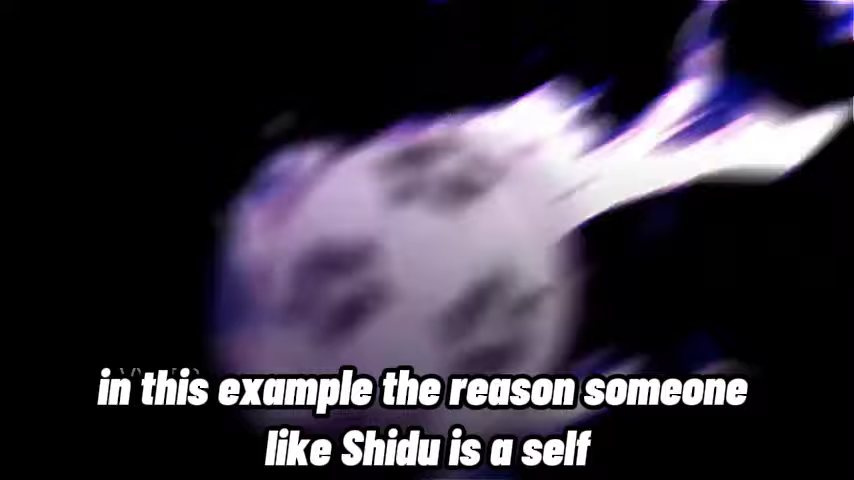 in this example the reason someone
like Shidu is a self